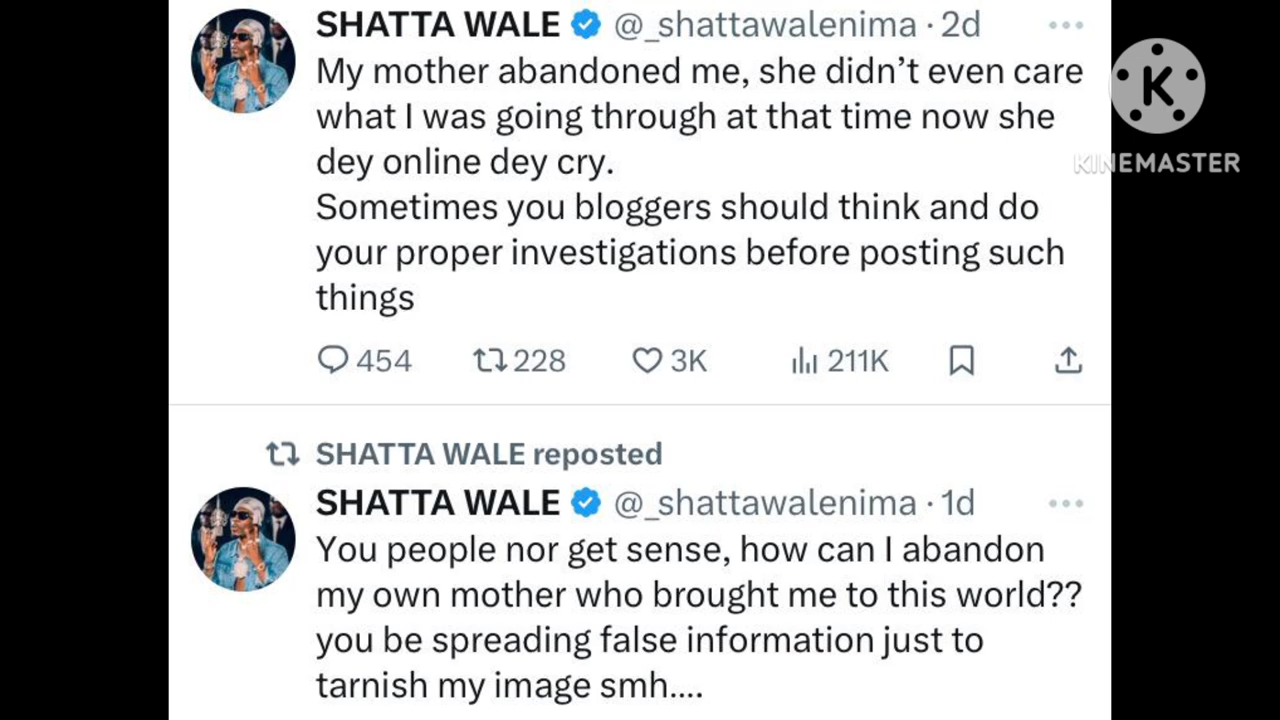 SHATTA WALE @_shattawalenima · 2d
My mother abandoned me, she didn’t even care
what I was going through at that time now she
dey online dey cry.
Sometimes you bloggers should think and do
your proper investigations before posting such
things
454 228 3K 211K
SHATTA WALE reposted
SHATTA WALE @_shattawalenima · 1d
You people nor get sense, how can I abandon
my own mother who brought me to this world??
you be spreading false information just to
tarnish my image smh....
K
KINEMASTER